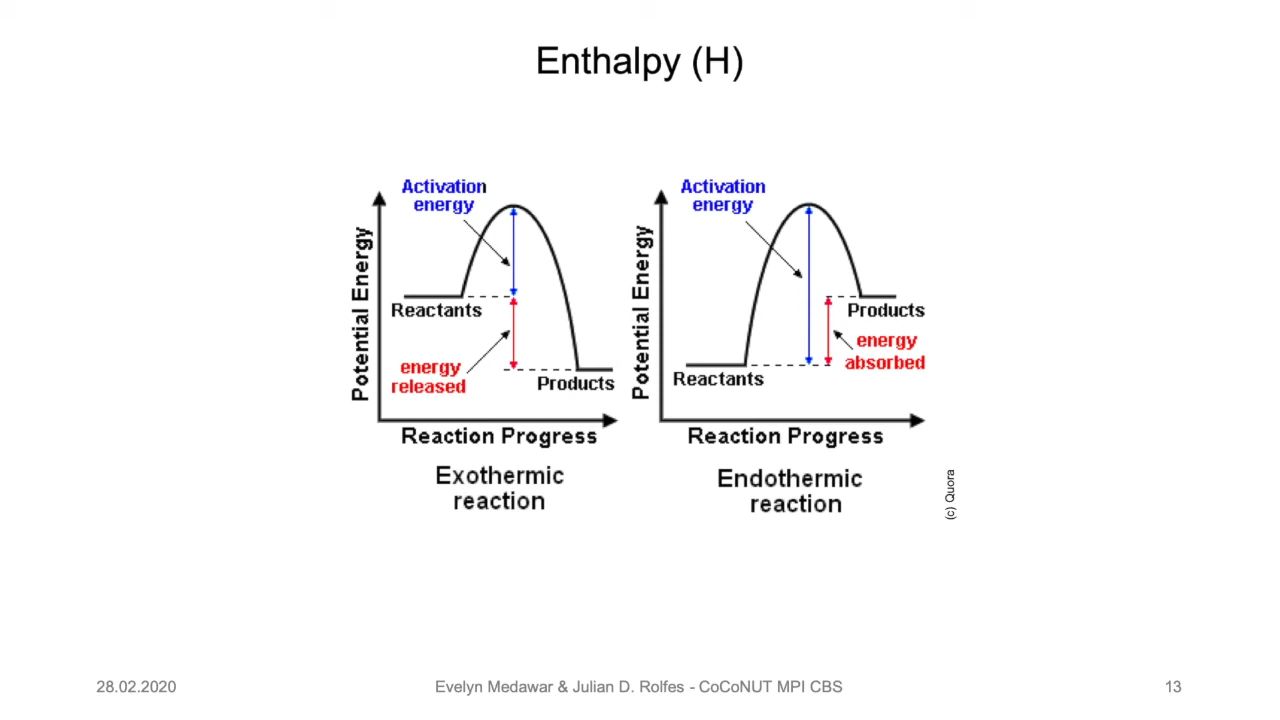 Enthalpy (H)
Activation
energy
Potential Energy
Reactants
energy
released
Products
Reaction Progress
Exothermic
reaction
Activation
energy
Potential Energy
Products
energy
absorbed
Reactants
Reaction Progress
Endothermic
reaction
(c) Quora
28.02.2020
Evelyn Medawar & Julian D. Rolfes - CoCoNUT MPI CBS
13